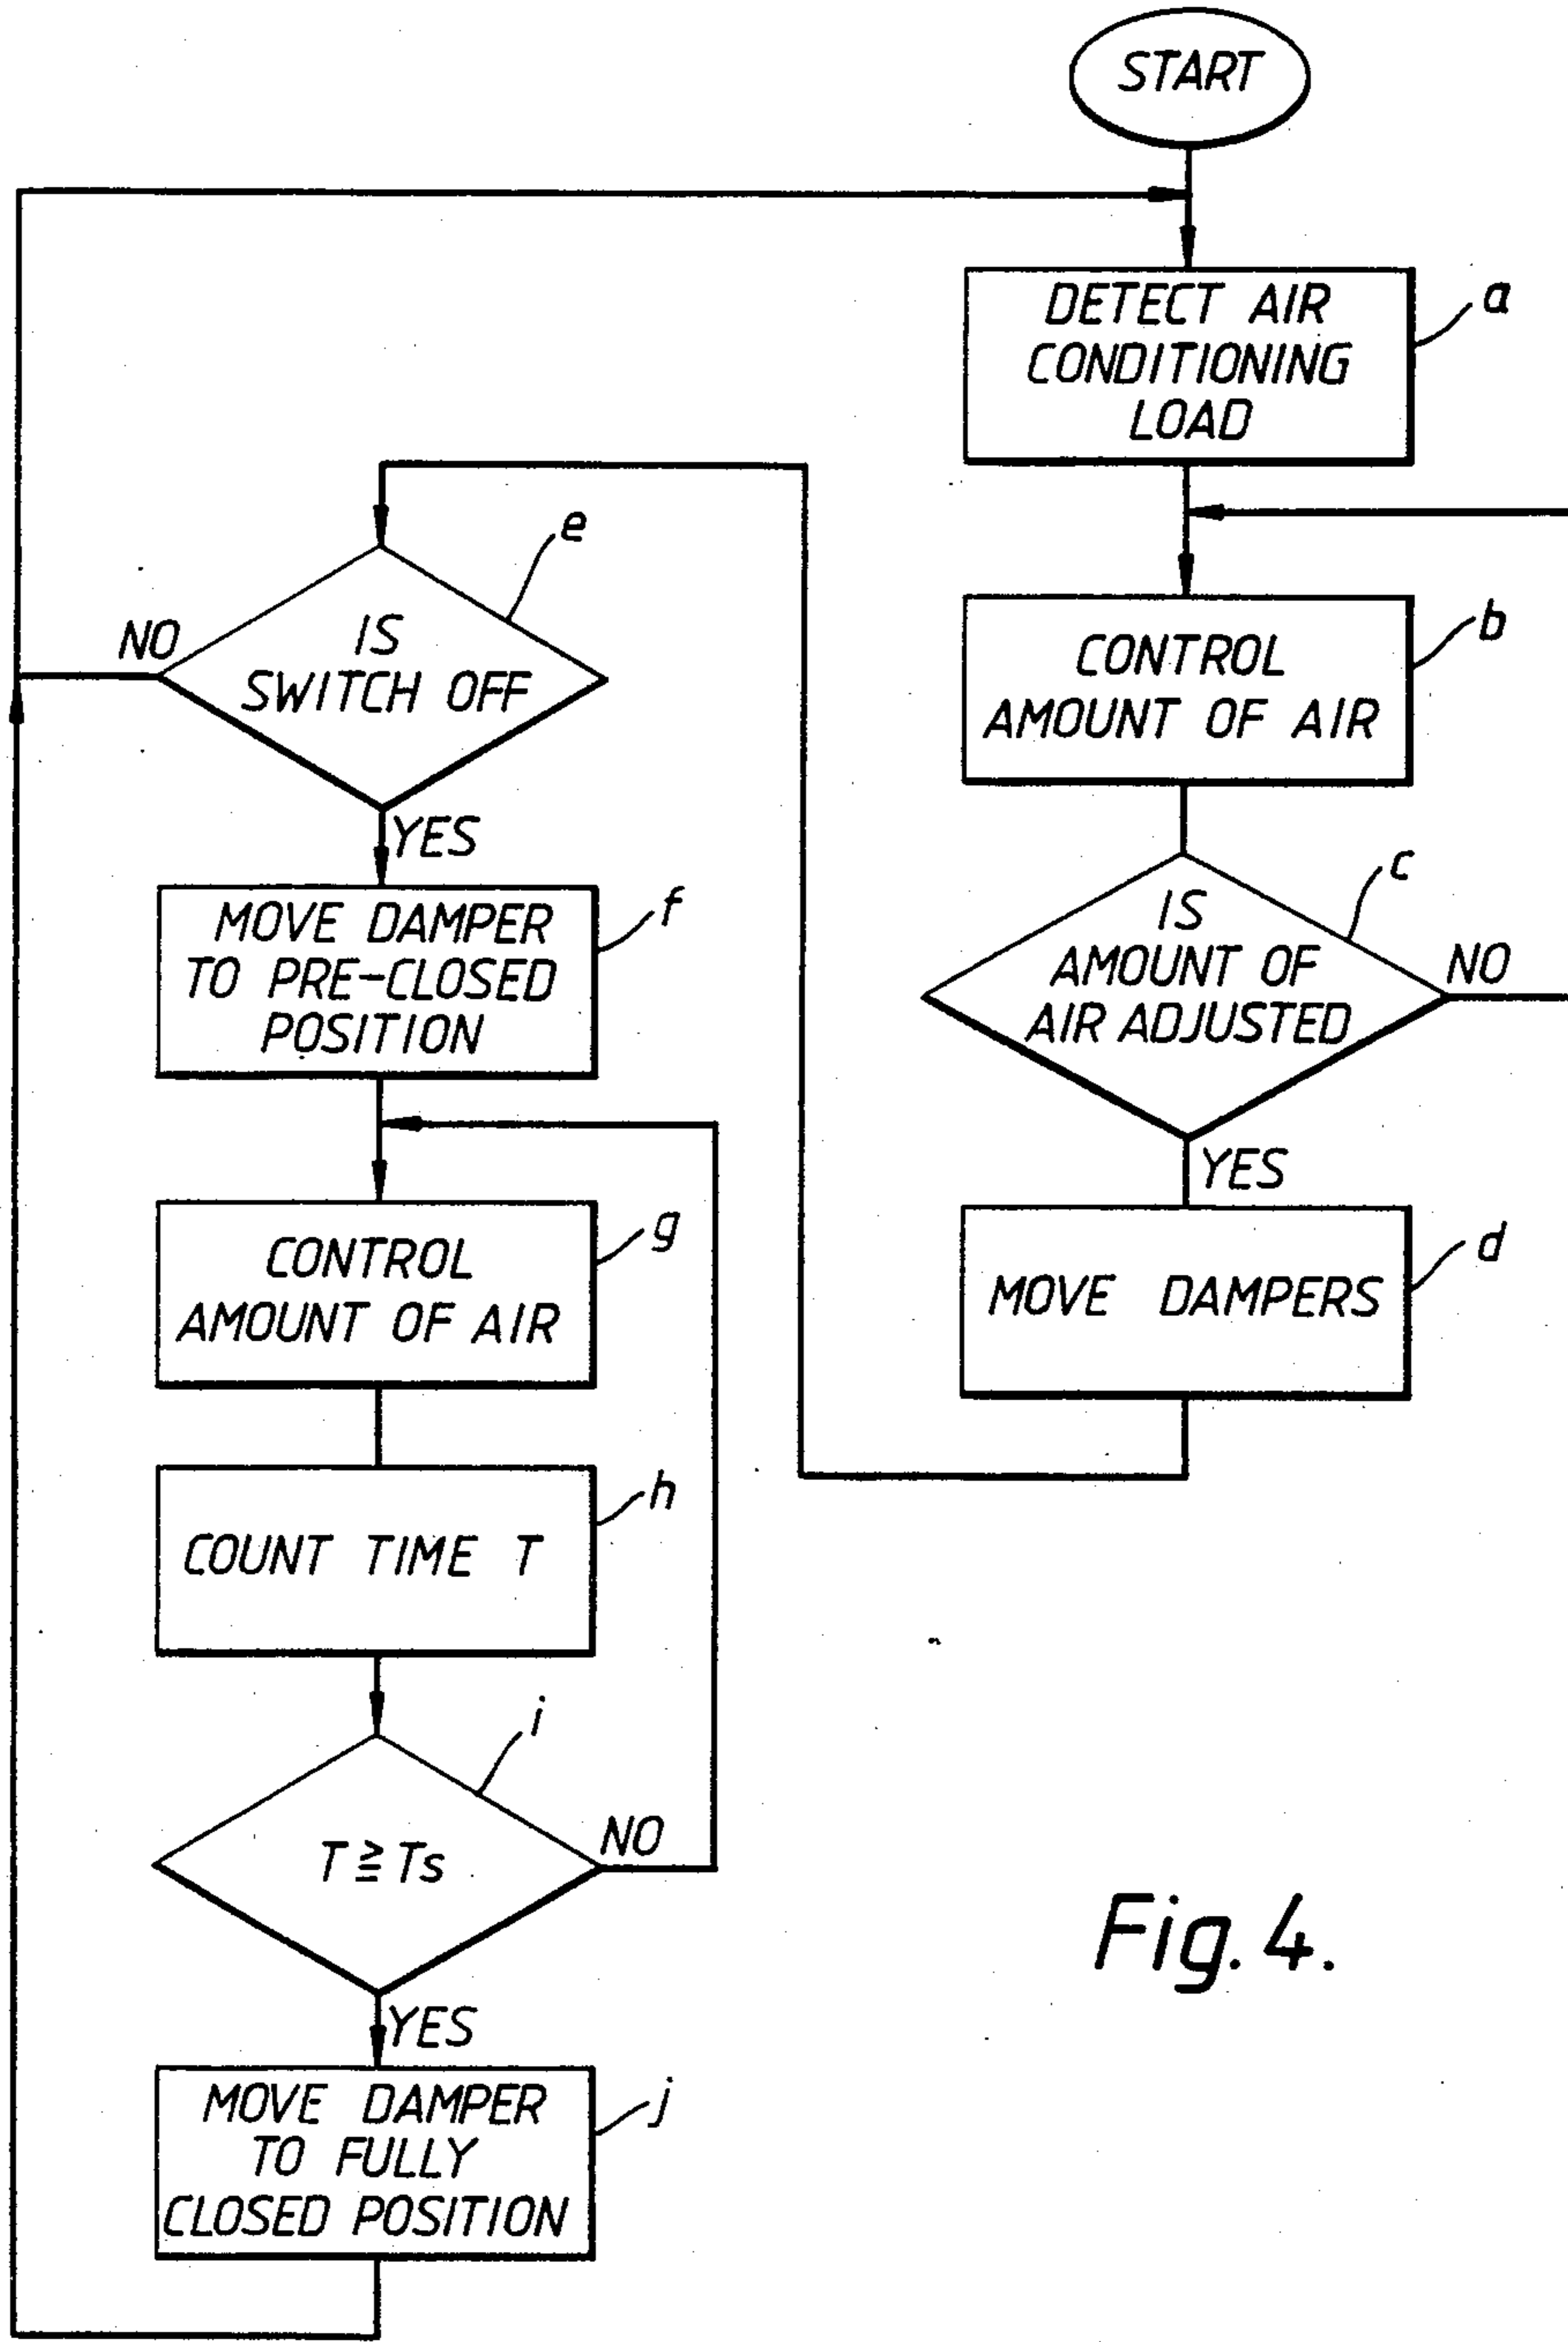 START
DETECT AIR
CONDITIONING
LOAD
a
CONTROL
AMOUNT OF AIR
b
IS
AMOUNT OF
AIR ADJUSTED
c
NO
YES
MOVE DAMPERS
d
IS
SWITCH OFF
e
NO
YES
MOVE DAMPER
TO PRE-CLOSED
POSITION
f
CONTROL
AMOUNT OF AIR
g
COUNT TIME T
h
T ≧ Ts
i
NO
YES
MOVE DAMPER
TO FULLY
CLOSED POSITION
j
Fig. 4.